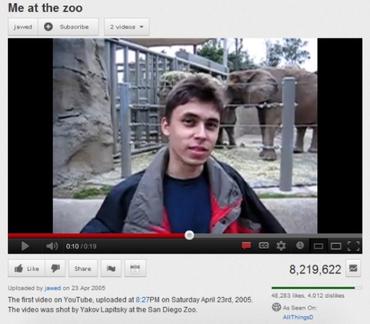 Me at the zoo
jawed Subscribe 2 videos
0:10 / 0:19
Like Share
8,219,622
Uploaded by jawed on 23 Apr 2005
48,283 likes, 4,012 dislikes
The first video on YouTube, uploaded at 8:27PM on Saturday April 23rd, 2005.
As Seen On:
The video was shot by Yakov Lapitsky at the San Diego Zoo.
AllThingsD